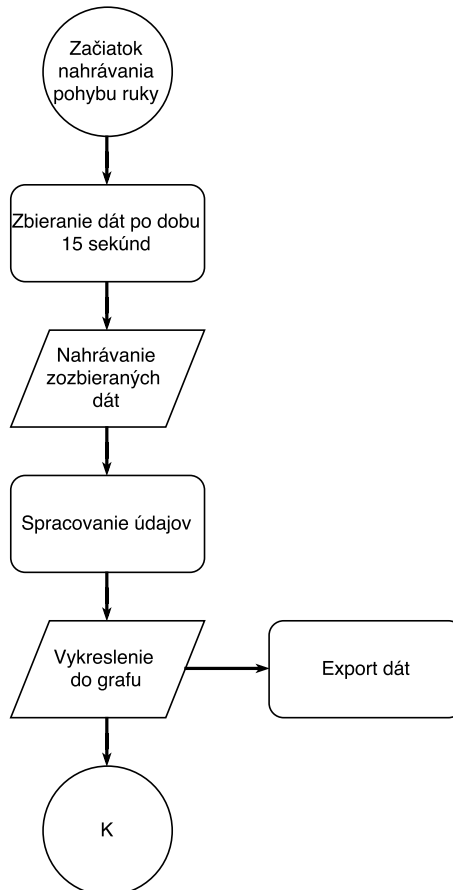 Začiatok
nahrávania
pohybu ruky
Zbieranie dát po dobu
15 sekúnd
Nahrávanie
zozbieraných
dát
Spracovanie údajov
Vykreslenie
do grafu
Export dát
K